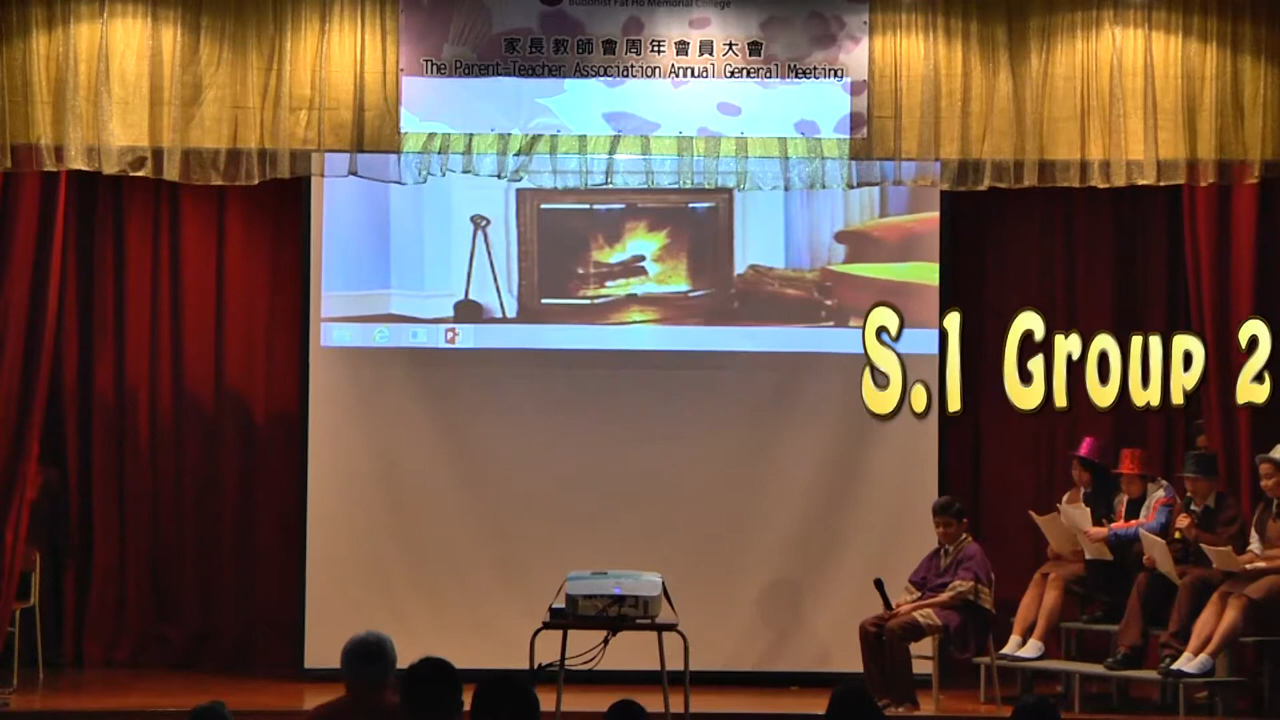 Buddhist Fat Ho Memorial College
家長教師會周年會員大會
The Parent-Teacher Association Annual General Meeting
S.1 Group 2